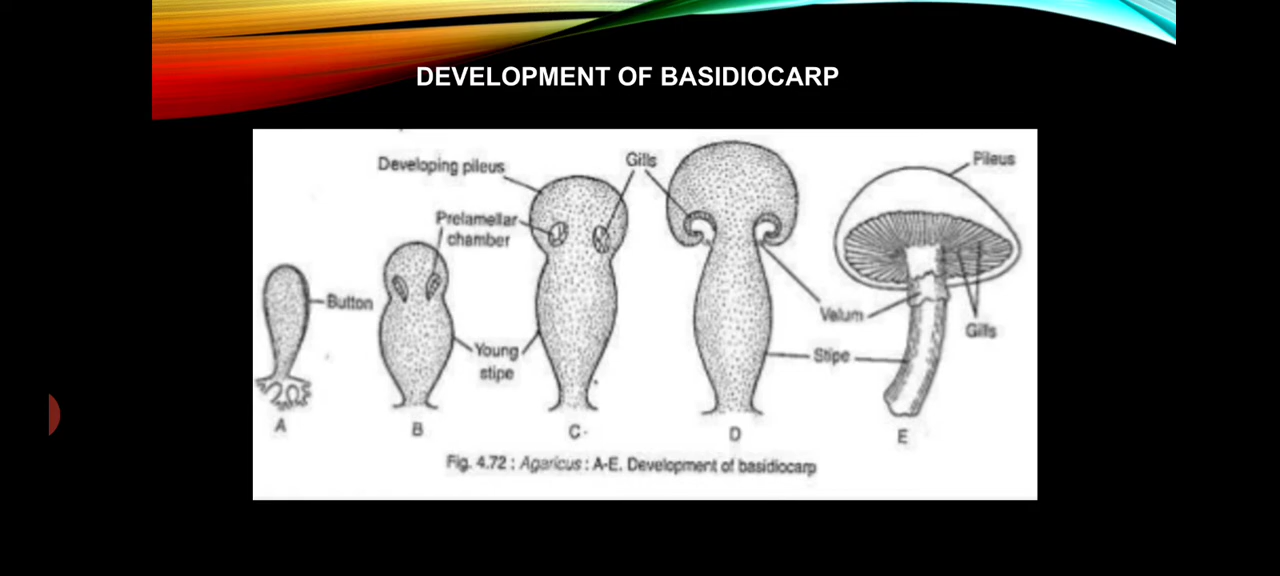 DEVELOPMENT OF BASIDIOCARP
Developing pileus
Gills
Pileus
Prelamellar
chamber
Button
Velum
Gills
Young
stipe
Stipe
A
B
C
D
E
Fig. 4.72 : Agaricus : A-E. Development of basidiocarp